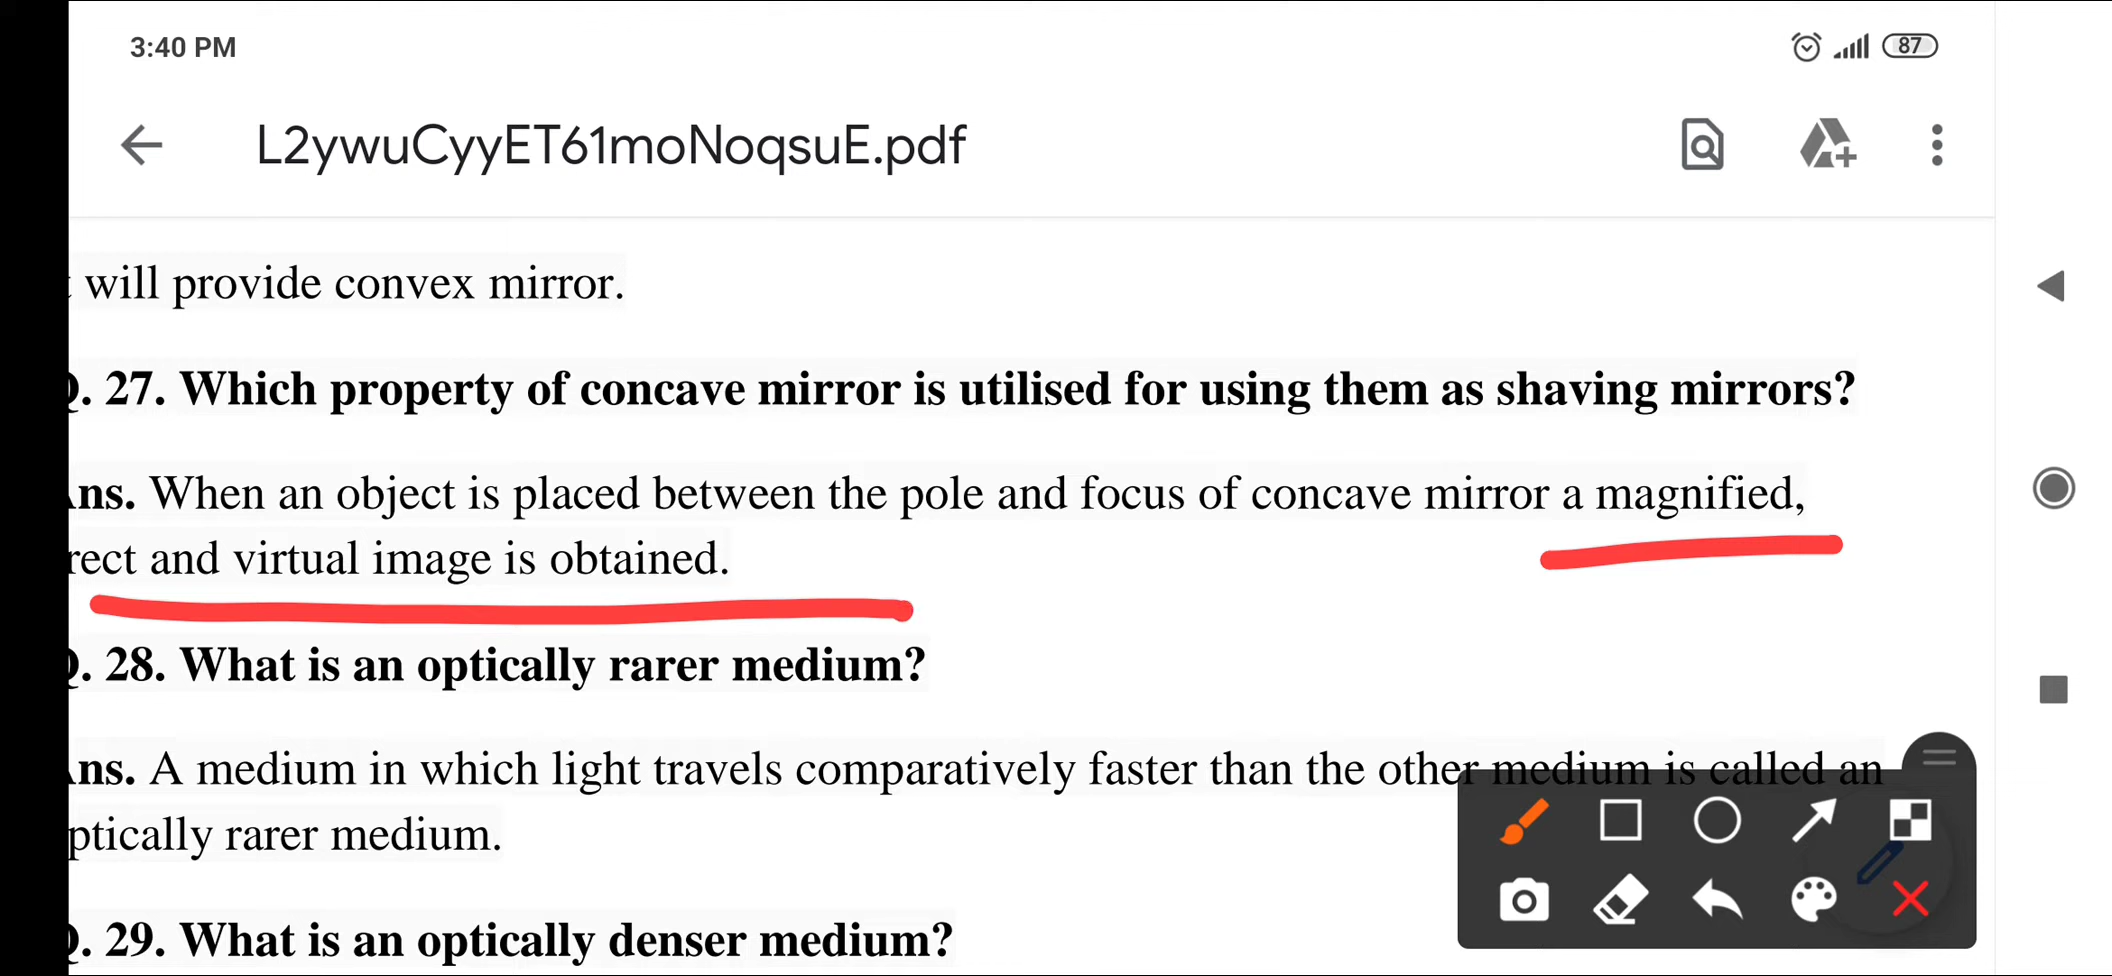 3:40 PM
87
L2ywuCyyET61moNoqsuE.pdf
will provide convex mirror.
Q. 27. Which property of concave mirror is utilised for using them as shaving mirrors?
Ans. When an object is placed between the pole and focus of concave mirror a magnified,
rect and virtual image is obtained.
Q. 28. What is an optically rarer medium?
Ans. A medium in which light travels comparatively faster than the other medium is called an
ptically rarer medium.
Q. 29. What is an optically denser medium?